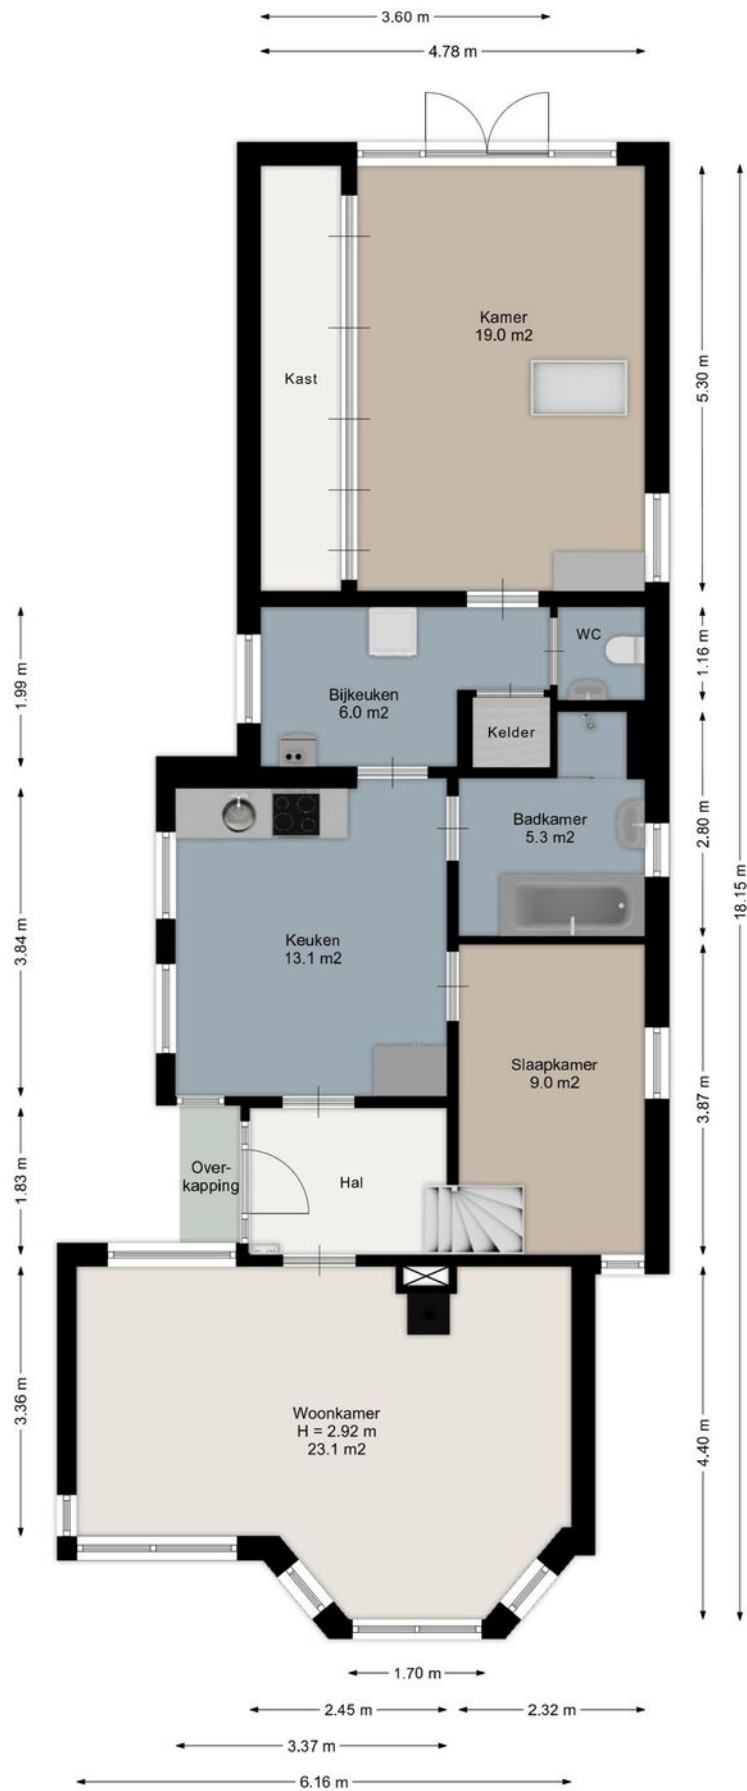 3.60 m
4.78 m
Kamer
19.0 m2
Kast
5.30 m
WC
1.16 m
1.99 m
Bijkeuken
6.0 m2
Kelder
Badkamer
5.3 m2
2.80 m
18.15 m
3.84 m
Keuken
13.1 m2
Slaapkamer
9.0 m2
3.87 m
1.83 m
Over-
kapping
Hal
3.36 m
Woonkamer
H = 2.92 m
23.1 m2
4.40 m
1.70 m
2.45 m
2.32 m
3.37 m
6.16 m